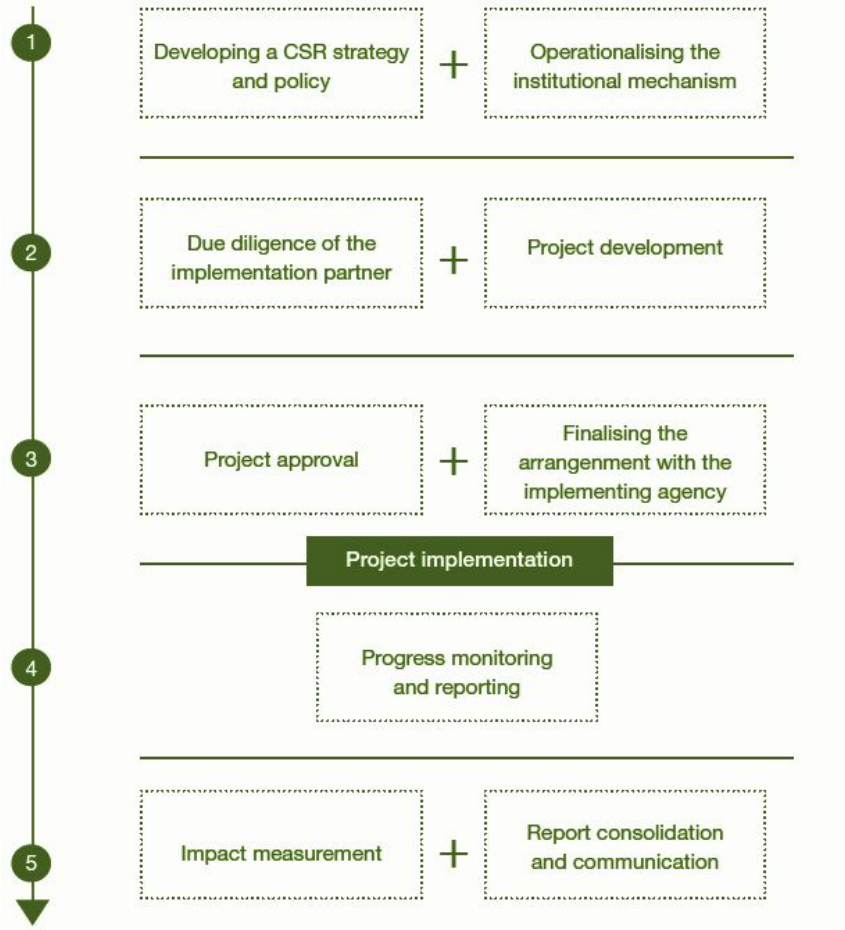 1
Developing a CSR strategy
and policy
+
Operationalising the
institutional mechanism
2
Due diligence of the
implementation partner
+
Project development
3
Project approval
+
Finalising the
arrangenment with the
implementing agency
Project implementation
4
Progress monitoring
and reporting
5
Impact measurement
+
Report consolidation
and communication